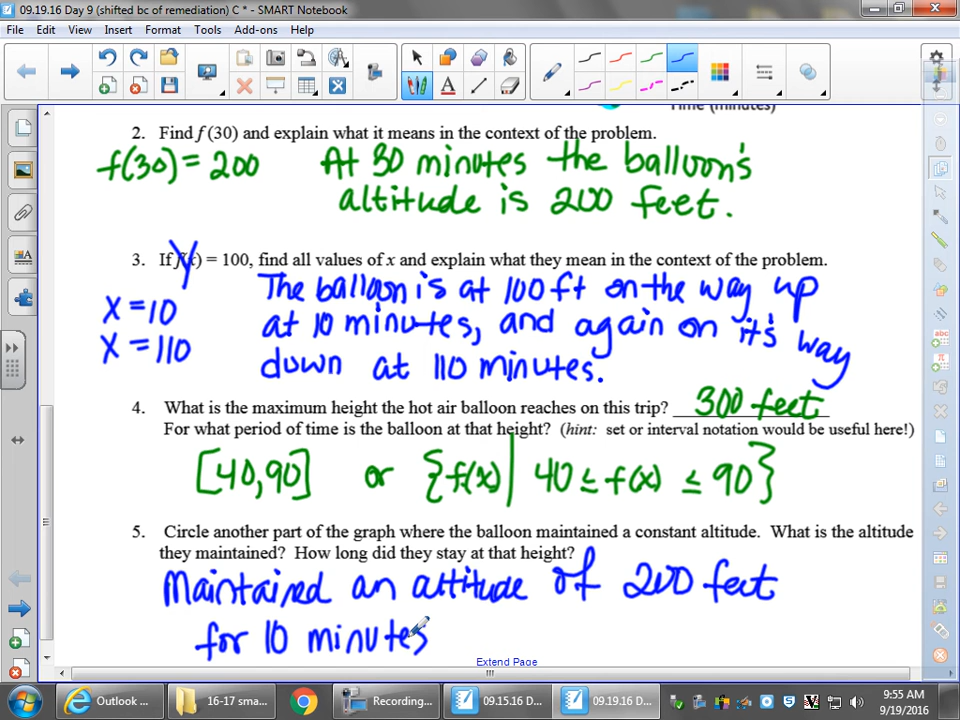 09.19.16 Day 9 (shifted bc of remediation) C * - SMART Notebook
File Edit View Insert Format Tools Add-ons Help
Time (minutes)
2. Find f (30) and explain what it means in the context of the problem.
f(30) = 200 At 30 minutes the balloon's
altitude is 200 feet.
3. If f(x) = 100, find all values of x and explain what they mean in the context of the problem.
y
x = 10 The balloon is at 100 ft on the way up
at 10 minutes, and again on it's way
x = 110 down at 110 minutes.
4. What is the maximum height the hot air balloon reaches on this trip? 300 feet
For what period of time is the balloon at that height? (hint: set or interval notation would be useful here!)
[40,90] or {f(x)| 40 ≤ f(x) ≤ 90}
5. Circle another part of the graph where the balloon maintained a constant altitude. What is the altitude
they maintained? How long did they stay at that height?
Maintained an altitude of 200 feet
for 10 minutes
Extend Page
Outlook ... 16-17 sma... Recording... 09.15.16 D... 09.19.16 D... 9:55 AM
9/19/2016